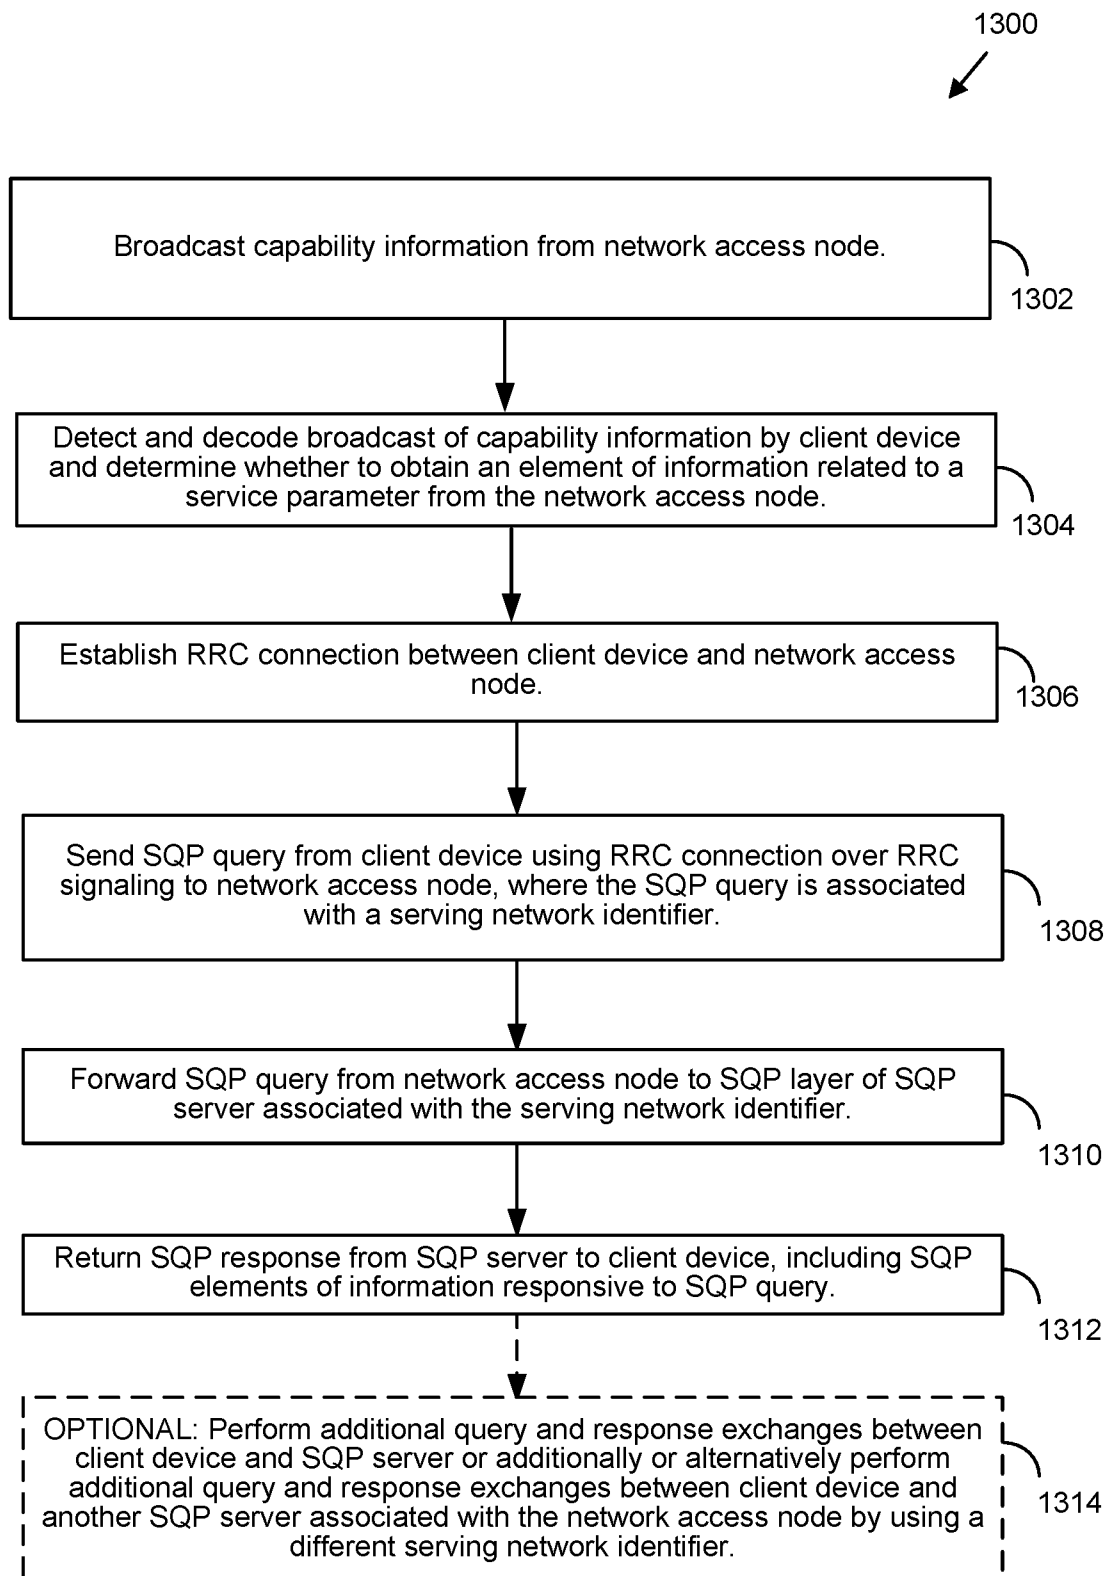 1300
Broadcast capability information from network access node.
1302
Detect and decode broadcast of capability information by client device
and determine whether to obtain an element of information related to a
service parameter from the network access node.
1304
Establish RRC connection between client device and network access
node.
1306
Send SQP query from client device using RRC connection over RRC
signaling to network access node, where the SQP query is associated
with a serving network identifier.
1308
Forward SQP query from network access node to SQP layer of SQP
server associated with the serving network identifier.
1310
Return SQP response from SQP server to client device, including SQP
elements of information responsive to SQP query.
1312
OPTIONAL: Perform additional query and response exchanges between
client device and SQP server or additionally or alternatively perform
additional query and response exchanges between client device and
another SQP server associated with the network access node by using a
different serving network identifier.
1314